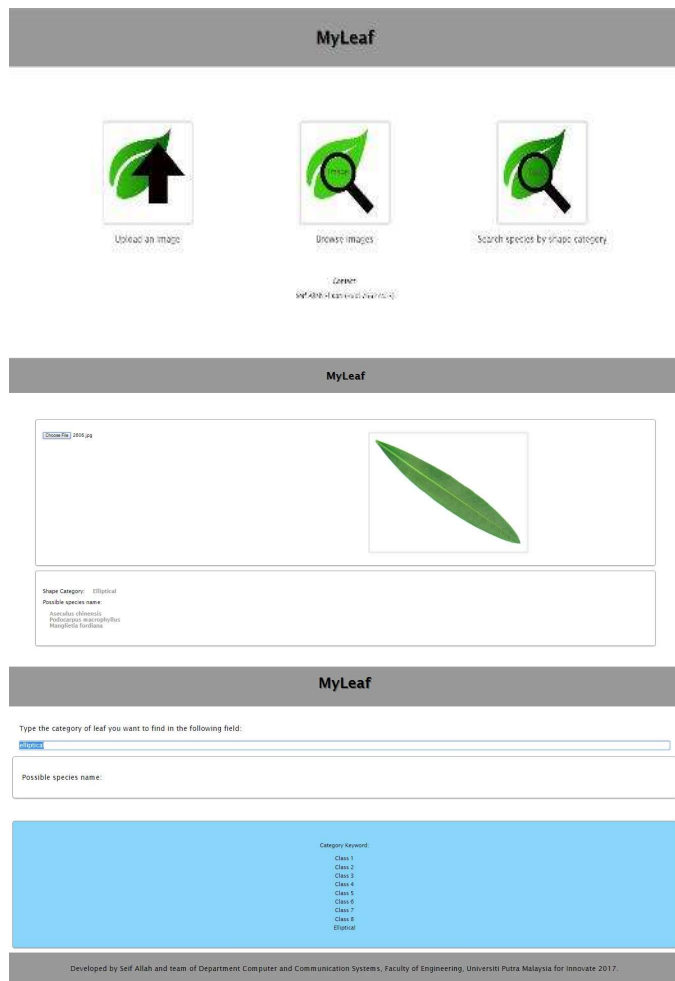 MyLeaf
Upload an image
Browse images
Search species by shape category
Contact
MyLeaf
Choose File 2606.jpg
Shape Category: Elliptical
Possible species name:
Aesculus chinensis
Podocarpus macrophyllus
Manglietia fordiana
MyLeaf
Type the category of leaf you want to find in the following field:
elliptical
Possible species name:
Category Keyword:
Class 1
Class 2
Class 3
Class 4
Class 5
Class 6
Class 7
Class 8
Elliptical
Developed by Seif Allah and team of Department Computer and Communication Systems, Faculty of Engineering, Universiti Putra Malaysia for Innovate 2017.